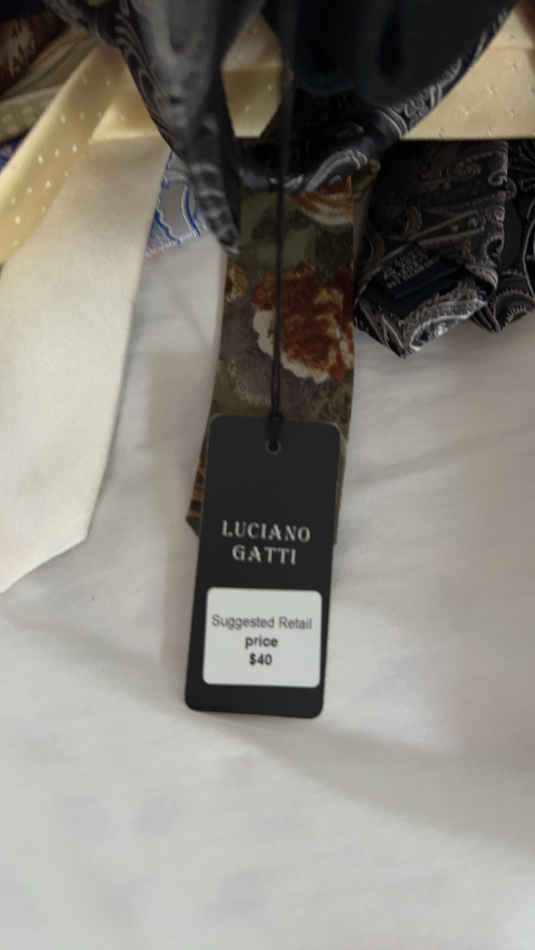 LUCIANO
GATTI
Suggested Retail
price
$40